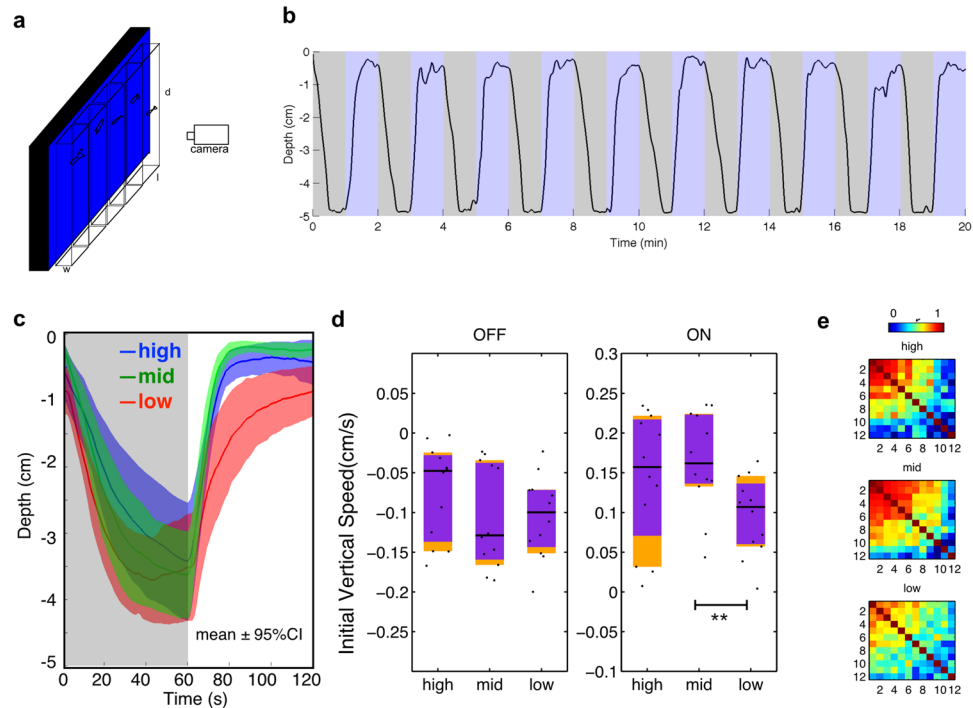 a
d
camera
l
w
b
Depth (cm)
0
-1
-2
-3
-4
-5
0 2 4 6 8 10 12 14 16 18 20
Time (min)
c
high
mid
low
Depth (cm)
0
-1
-2
-3
-4
-5
mean ± 95%CI
0 20 40 60 80 100 120
Time (s)
d
OFF
Initial Vertical Speed(cm/s)
0.05
0
−0.05
−0.1
−0.15
−0.2
−0.25
high mid low
ON
0.3
0.25
0.2
0.15
0.1
0.05
0
−0.05
−0.1
**
high mid low
e
0 1
r
high
2
4
6
8
10
12
2 4 6 8 10 12
mid
2
4
6
8
10
12
2 4 6 8 10 12
low
2
4
6
8
10
12
2 4 6 8 10 12